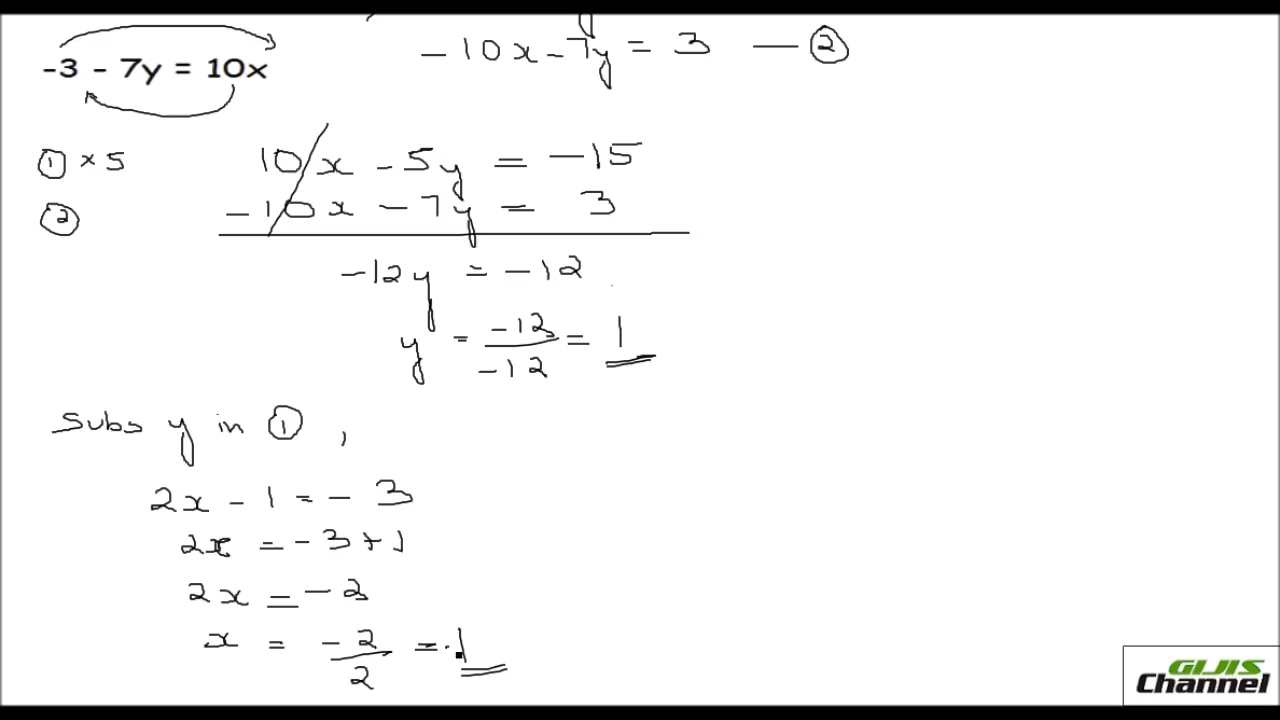 -10x - 7y = 3 — ②
-3 - 7y = 10x
① × 5 10x - 5y = -15
② -10x - 7y = 3
-12y = -12
y = -12/-12 = 1
Subs y in ① ,
2x - 1 = - 3
2x = - 3 + 1
2x = - 2
x = -2/2 = -1
GIJIS
Channel